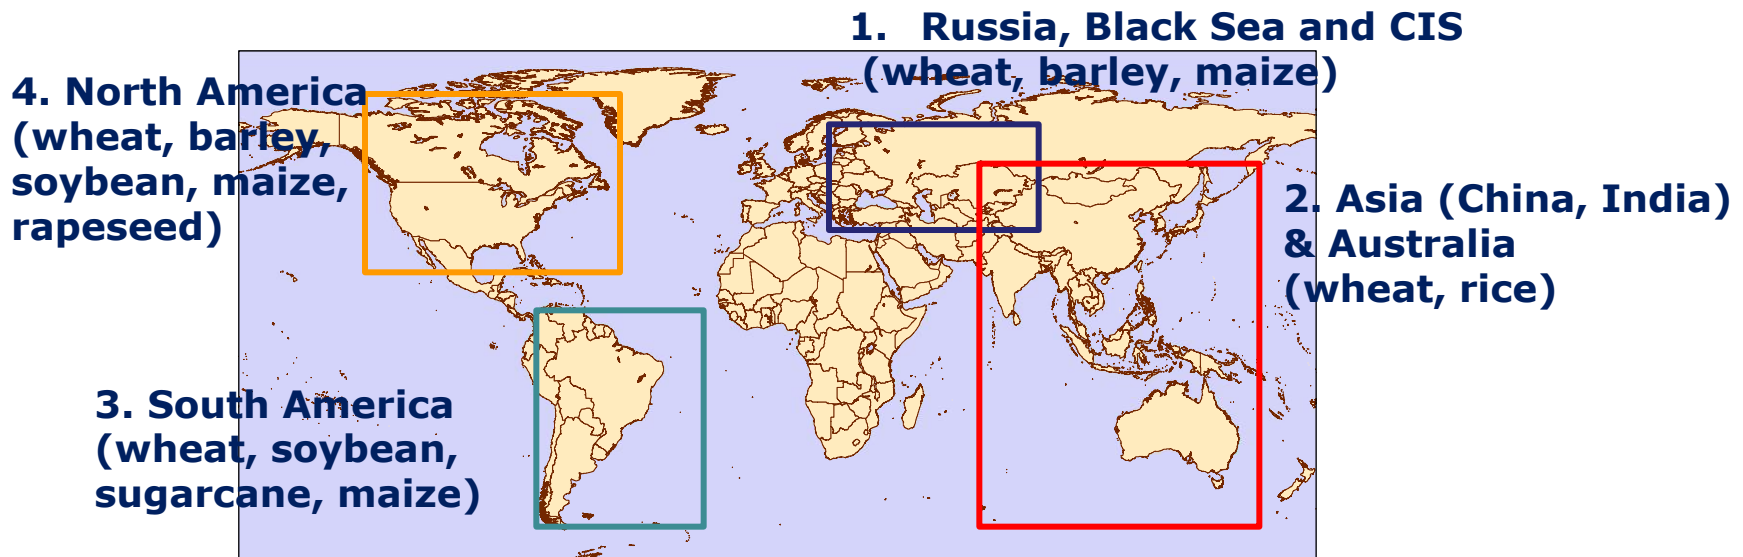 1. Russia, Black Sea and CIS
(wheat, barley, maize)
4. North America
(wheat, barley,
soybean, maize,
rapeseed)
2. Asia (China, India)
& Australia
(wheat, rice)
3. South America
(wheat, soybean,
sugarcane, maize)